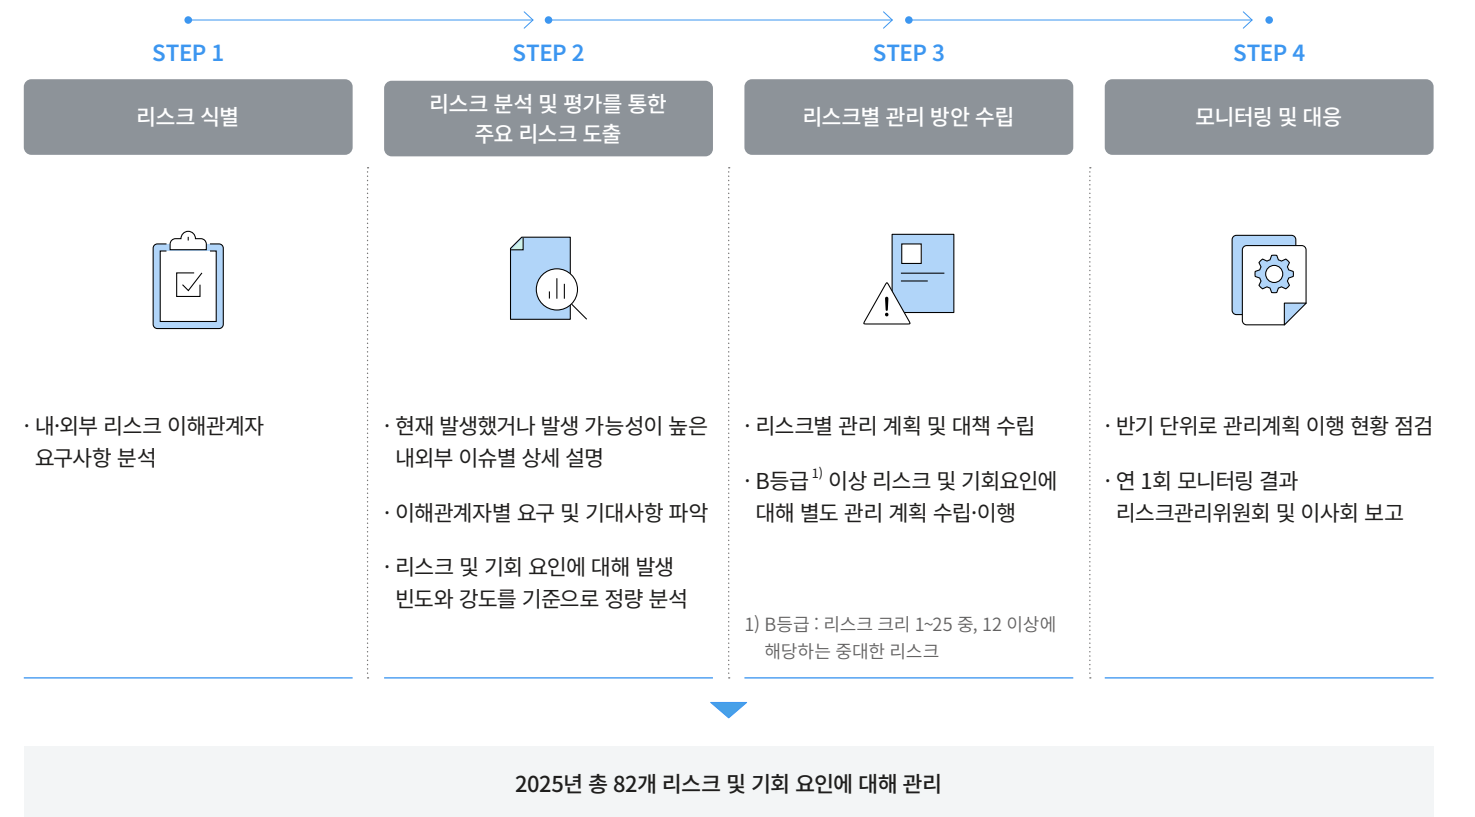 STEP 1
리스크 식별
· 내·외부 리스크 이해관계자
요구사항 분석
STEP 2
리스크 분석 및 평가를 통한
주요 리스크 도출
· 현재 발생했거나 발생 가능성이 높은
내외부 이슈별 상세 설명
· 이해관계자별 요구 및 기대사항 파악
· 리스크 및 기회 요인에 대해 발생
빈도와 강도를 기준으로 정량 분석
STEP 3
리스크별 관리 방안 수립
· 리스크별 관리 계획 및 대책 수립
· B등급1) 이상 리스크 및 기회요인에
대해 별도 관리 계획 수립·이행
1) B등급 : 리스크 크리 1~25 중, 12 이상에
해당하는 중대한 리스크
STEP 4
모니터링 및 대응
· 반기 단위로 관리계획 이행 현황 점검
· 연 1회 모니터링 결과
리스크관리위원회 및 이사회 보고
2025년 총 82개 리스크 및 기회 요인에 대해 관리